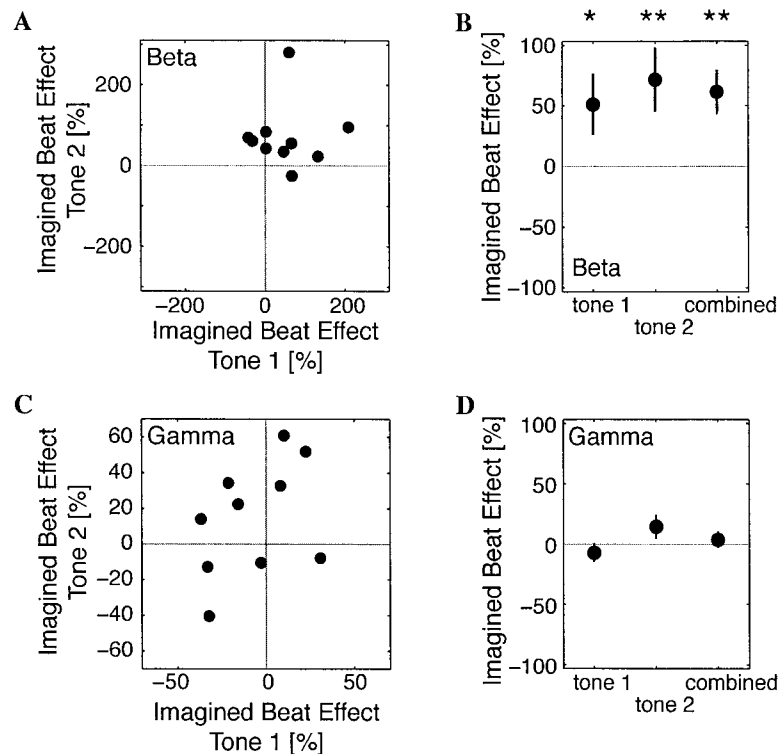 A
Imagined Beat Effect
Tone 2 [%]
Beta
200
0
−200
−200 0 200
Imagined Beat Effect
Tone 1 [%]
B
* ** **
Imagined Beat Effect [%]
100
50
0
−50
−100
Beta
tone 1 combined
tone 2
C
Imagined Beat Effect
Tone 2 [%]
Gamma
60
40
20
0
−20
−40
−60
−50 0 50
Imagined Beat Effect
Tone 1 [%]
D
Imagined Beat Effect [%]
100
50
0
−50
−100
Gamma
tone 1 combined
tone 2